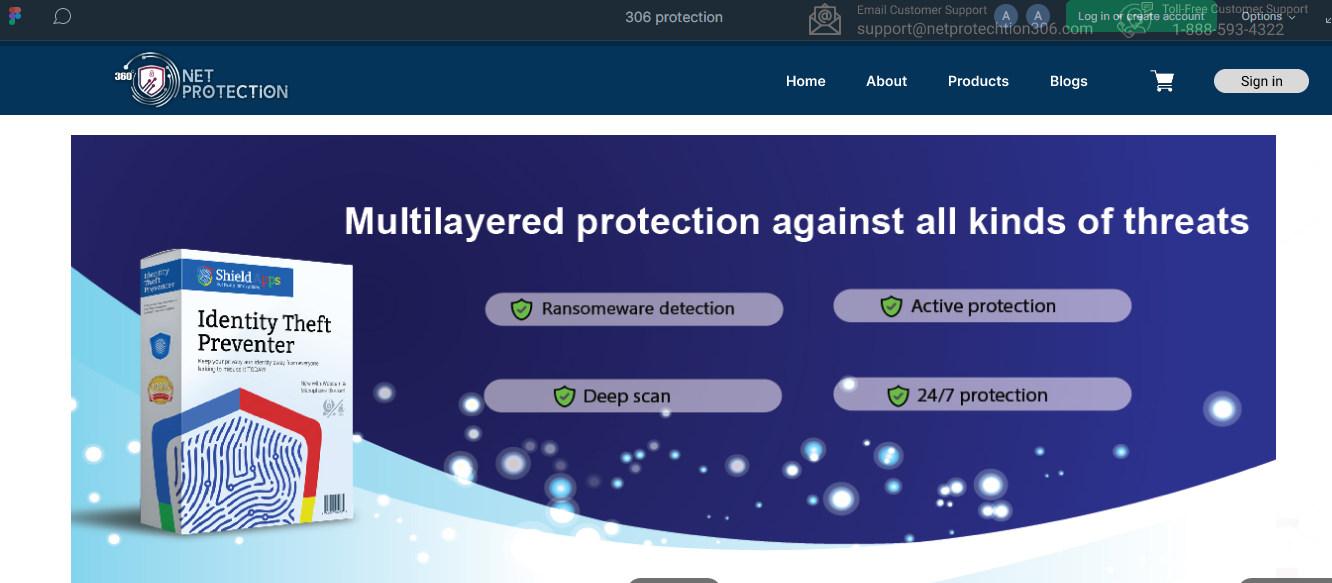 306 protection
Email Customer Support
support@netprotechtion306.com
A
A
Log in or create account
Toll-Free Customer Support
1-888-593-4322
Options
360°
NET
PROTECTION
Home
About
Products
Blogs
Sign in
Multilayered protection against all kinds of threats
Ransomeware detection
Active protection
Deep scan
24/7 protection
Identity
Theft
Preventer
ShieldApps
Identity Theft
Preventer
Keep your privacy and identity away from everyone
looking to misuse it TODAY!